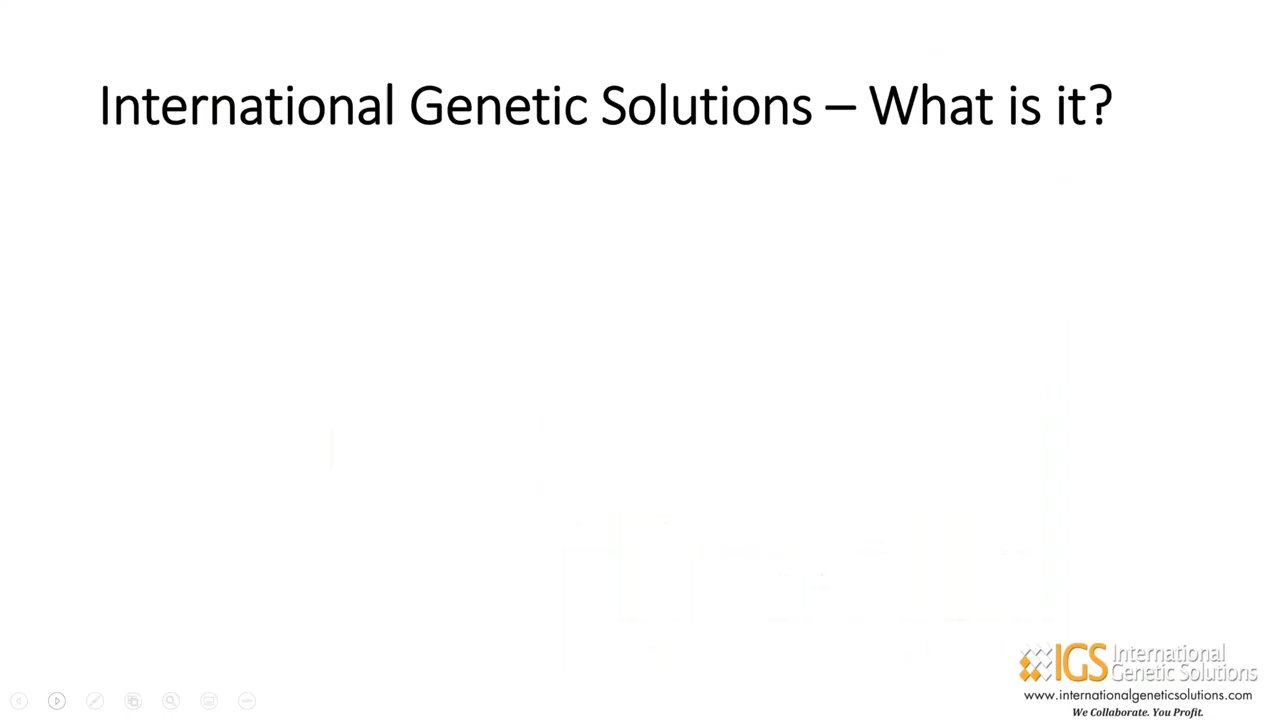 International Genetic Solutions – What is it?
IGS International
Genetic Solutions
www.internationalgeneticsolutions.com
We Collaborate. You Profit.